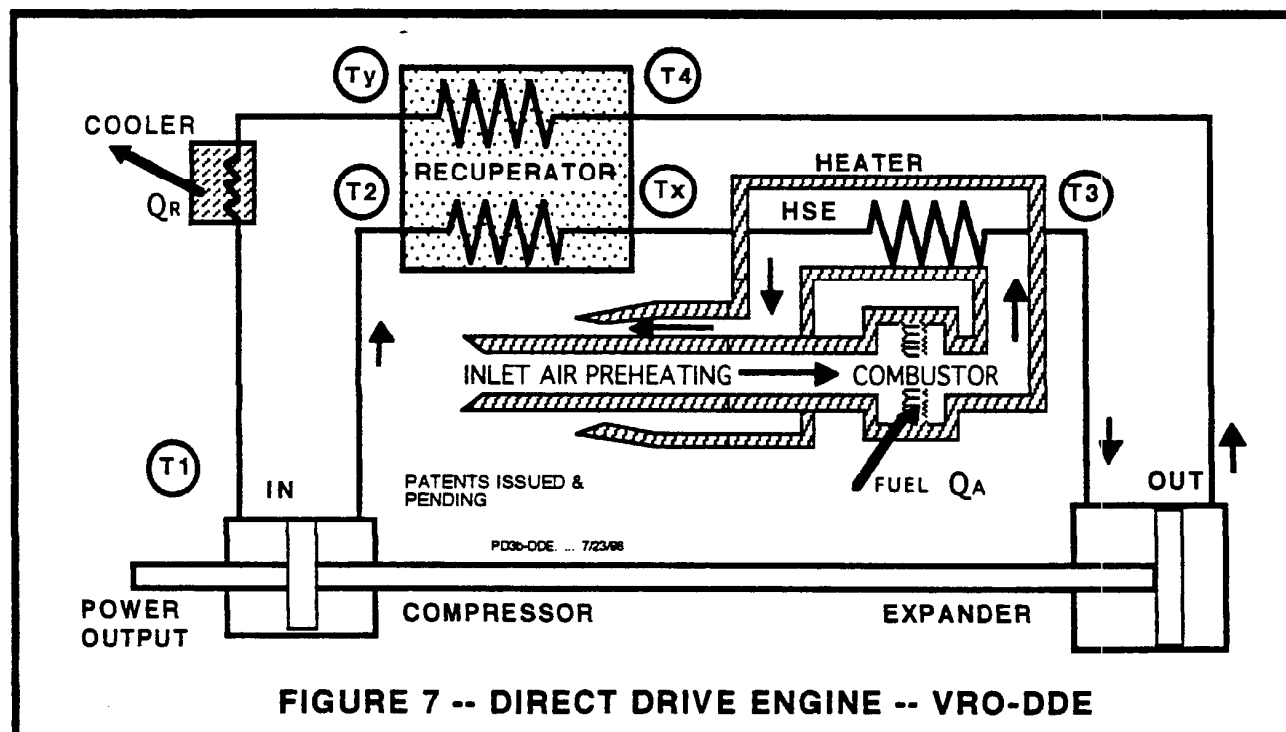 Ty
T4
COOLER
RECUPERATOR
HEATER
QR
T2
Tx
HSE
T3
INLET AIR PREHEATING
COMBUSTOR
T1
IN
PATENTS ISSUED &
PENDING
FUEL QA
OUT
PD3b-DDE. ... 7/23/98
POWER
OUTPUT
COMPRESSOR
EXPANDER
FIGURE 7 -- DIRECT DRIVE ENGINE -- VRO-DDE